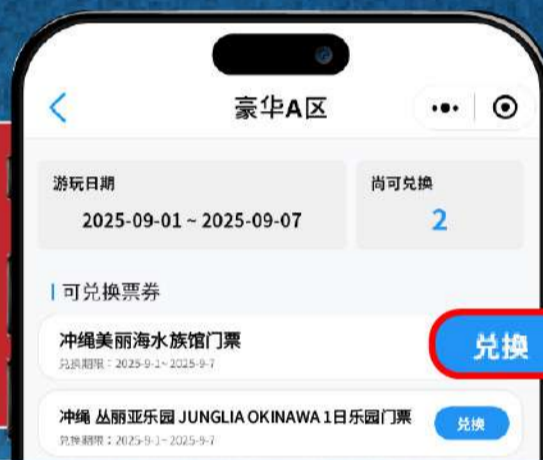 豪华A区
游玩日期
尚可兑换
2025-09-01 ~ 2025-09-07
2
可兑换票券
冲绳美丽海水族馆门票
兑换
兑换期限：2025-9-1~2025-9-7
冲绳 丛丽亚乐园 JUNGLIA OKINAWA 1日乐园门票
兑换
兑换期限：2025-9-1~2025-9-7